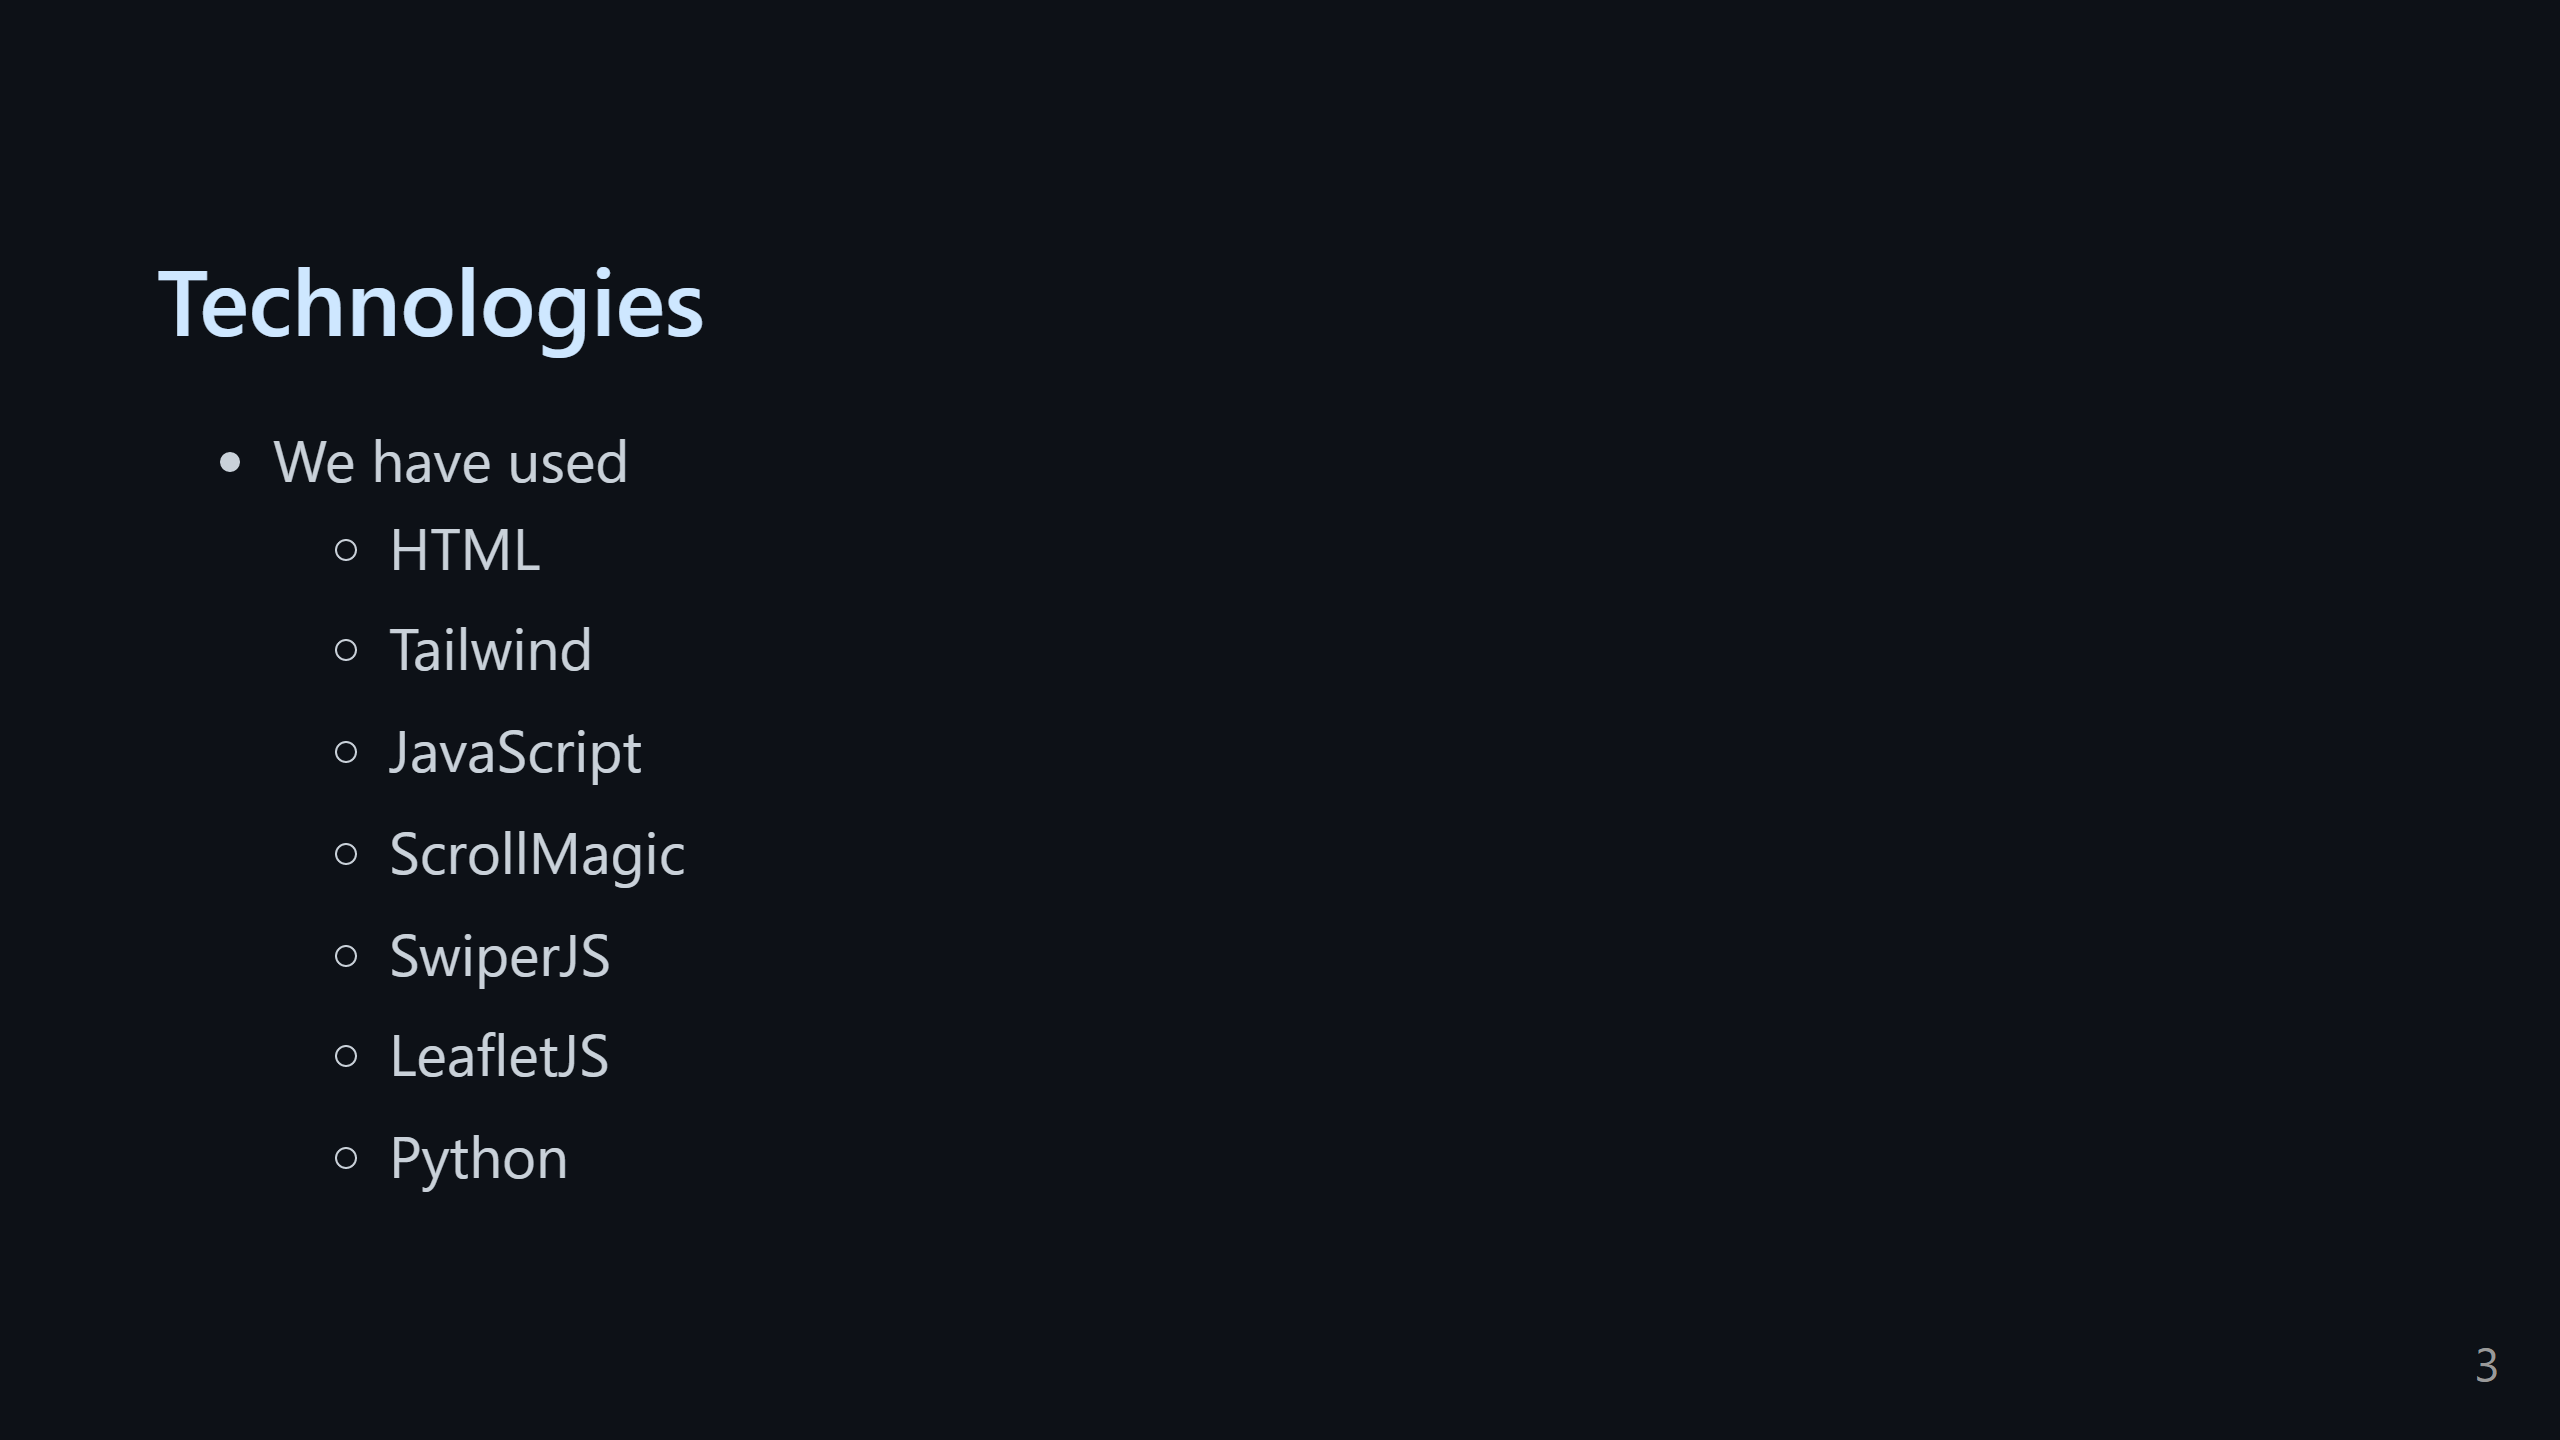 Technologies
We have used
HTML
Tailwind
JavaScript
ScrollMagic
SwiperJS
LeafletJS
Python
3